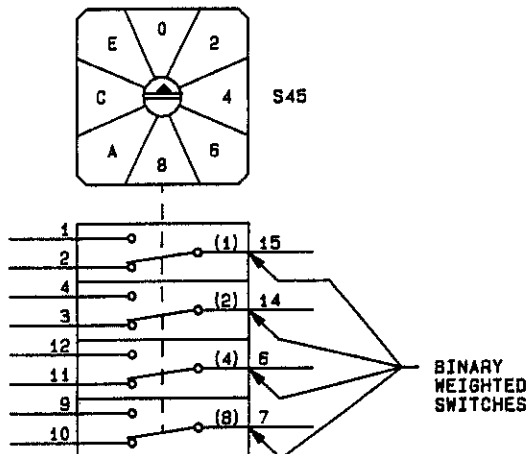 0
E 2
C 4 S45
A 6
8
1
2 (1) 15
4
3 (2) 14
12
11 (4) 6
9
10 (8) 7
BINARY
WEIGHTED
SWITCHES